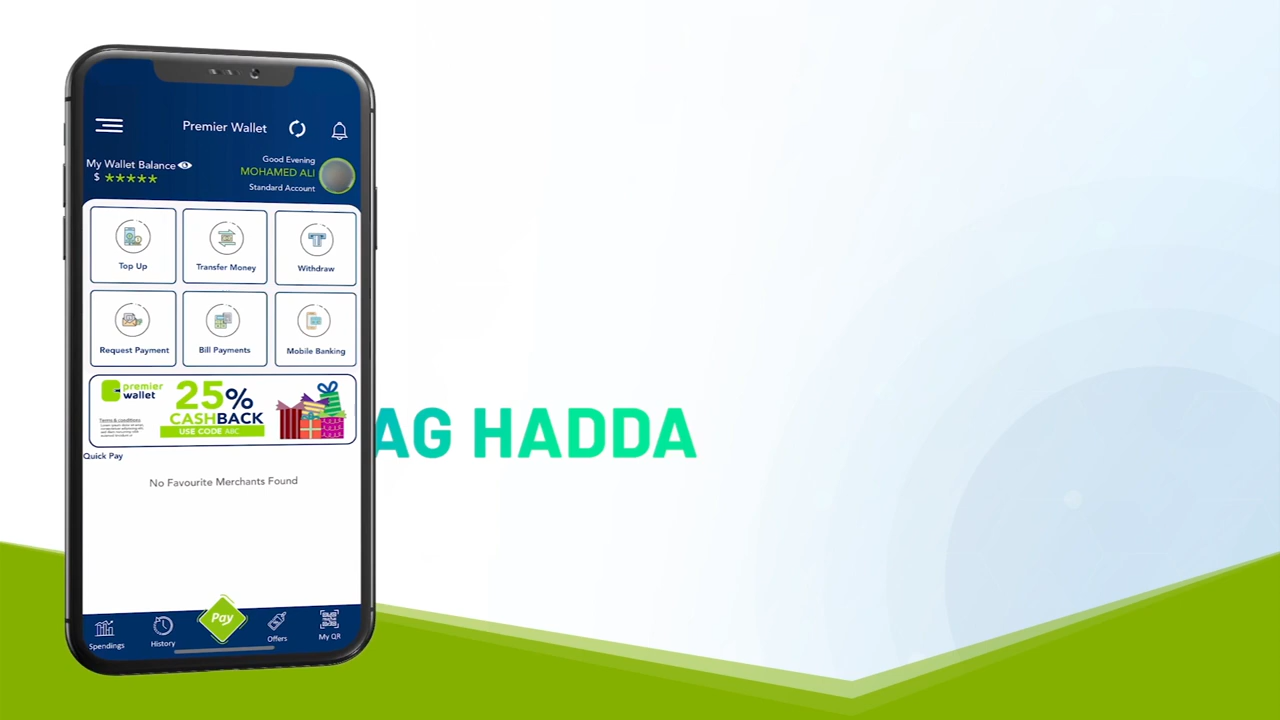 Premier Wallet
My Wallet Balance
$ *****
Good Evening
MOHAMED ALI
Standard Account
Top Up
Transfer Money
Withdraw
Request Payment
Bill Payments
Mobile Banking
premier
wallet
Terms & conditions
25%
CASHBACK
USE CODE ABC
AG HADDA
Quick Pay
No Favourite Merchants Found
Spendings
History
Pay
Offers
My QR